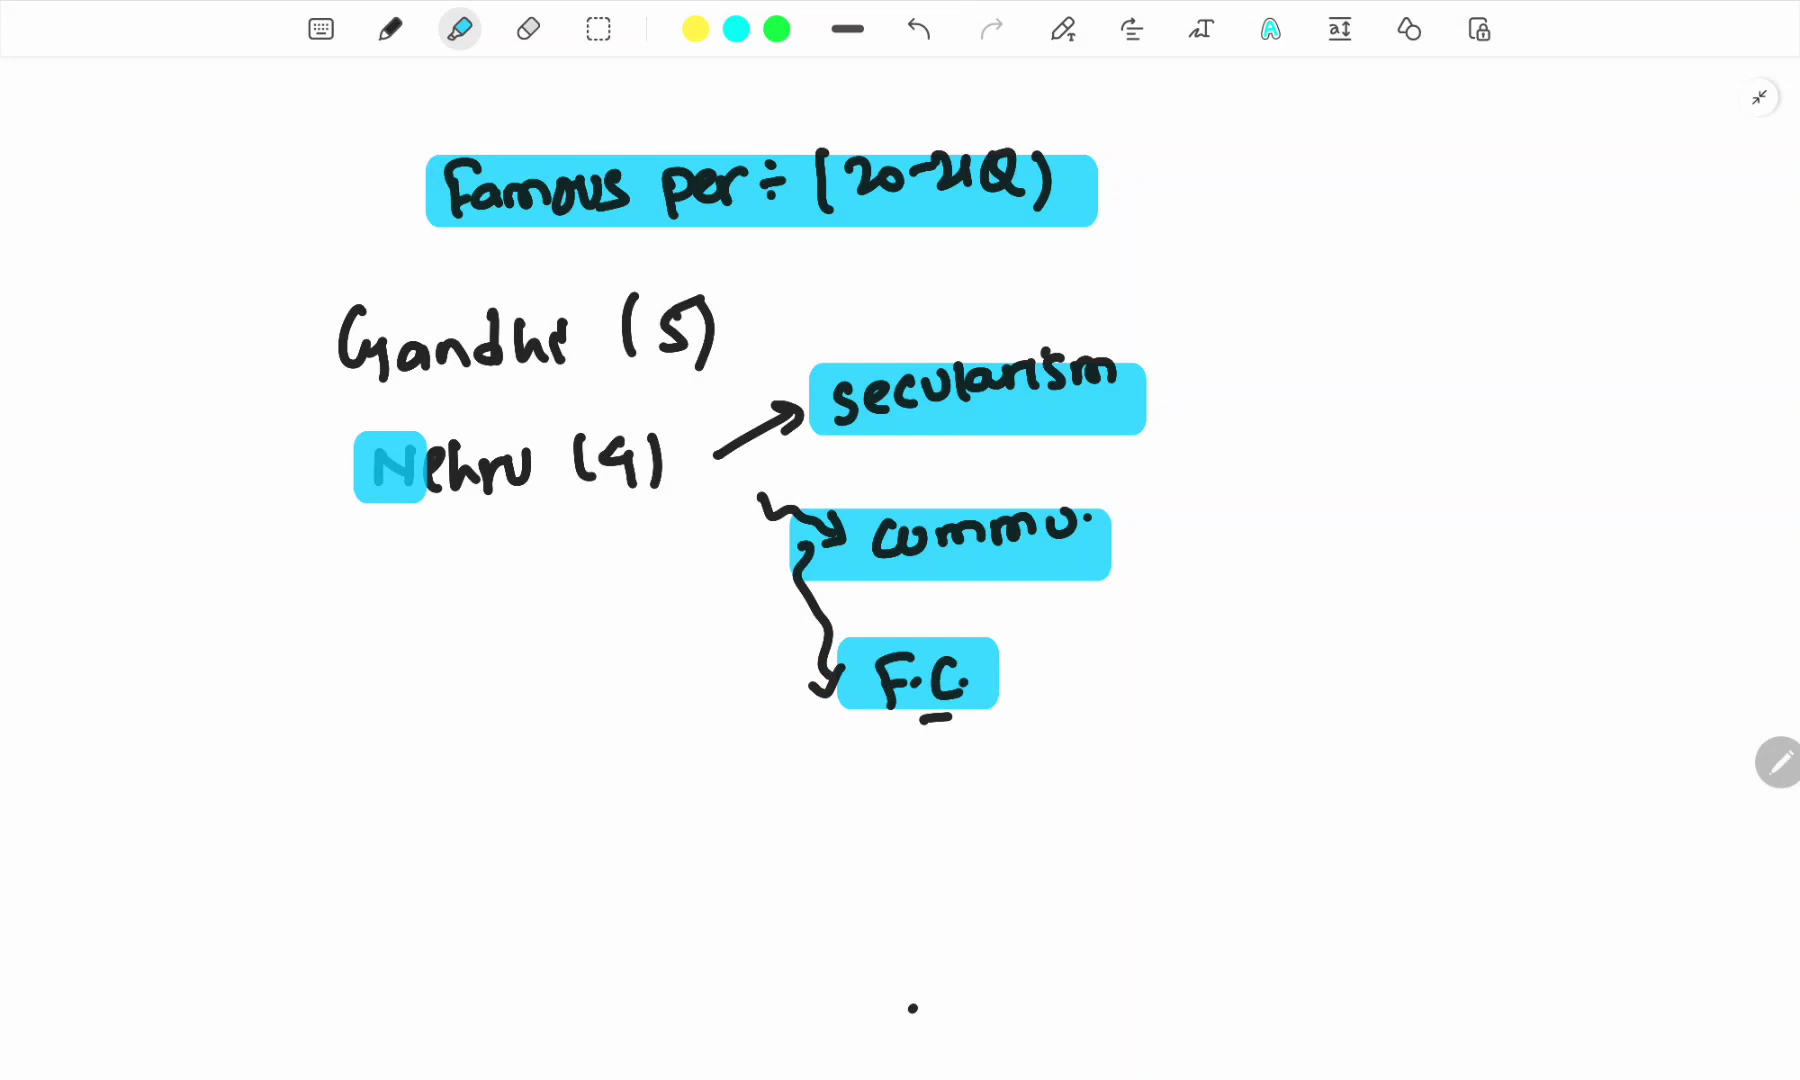 Famous per÷ (20-21Q)
Gandhi (5)
Nehru (4)
secularism
commu.
F.C.